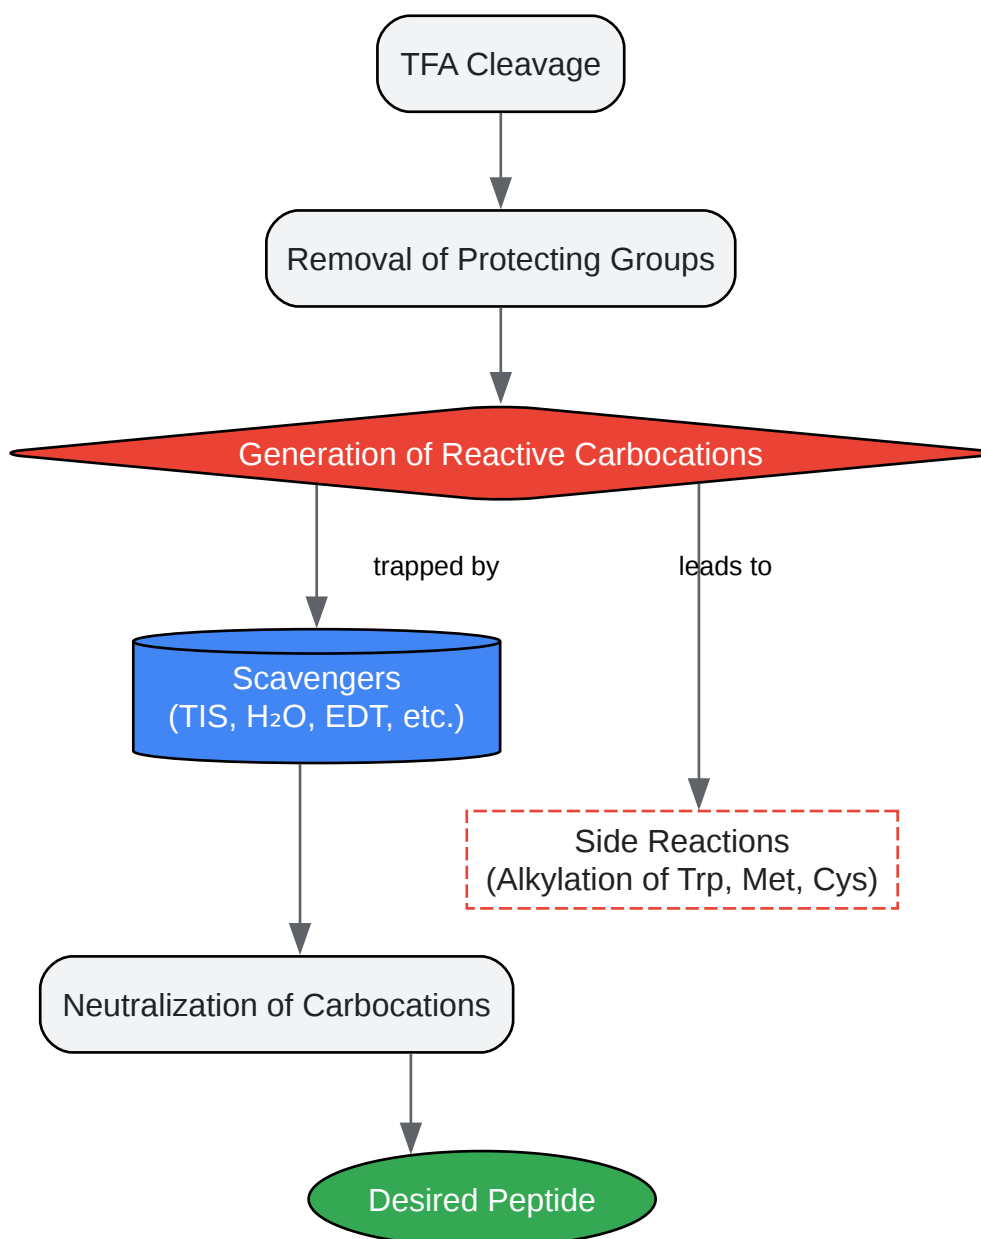 TFA Cleavage
Removal of Protecting Groups
Generation of Reactive Carbocations
trapped by
leads to
Scavengers
(TIS, H₂O, EDT, etc.)
Side Reactions
(Alkylation of Trp, Met, Cys)
Neutralization of Carbocations
Desired Peptide